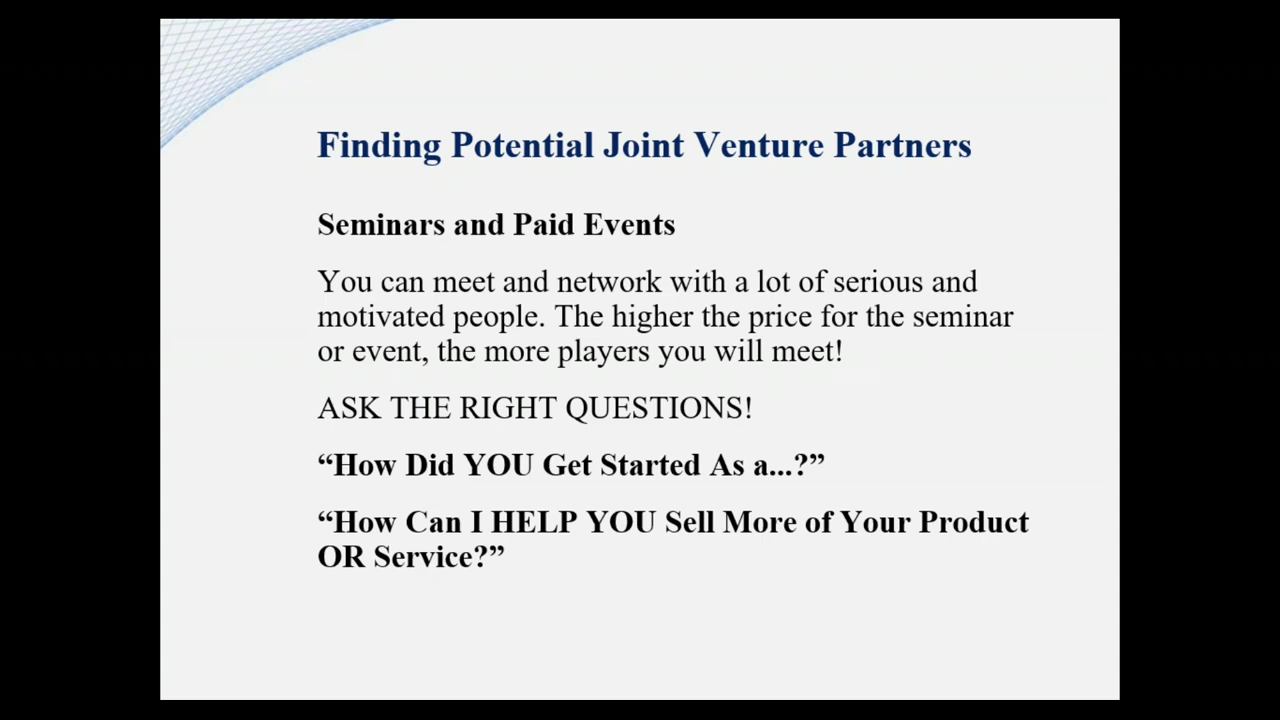 Finding Potential Joint Venture Partners
Seminars and Paid Events
You can meet and network with a lot of serious and
motivated people. The higher the price for the seminar
or event, the more players you will meet!
ASK THE RIGHT QUESTIONS!
“How Did YOU Get Started As a...?”
“How Can I HELP YOU Sell More of Your Product
OR Service?”